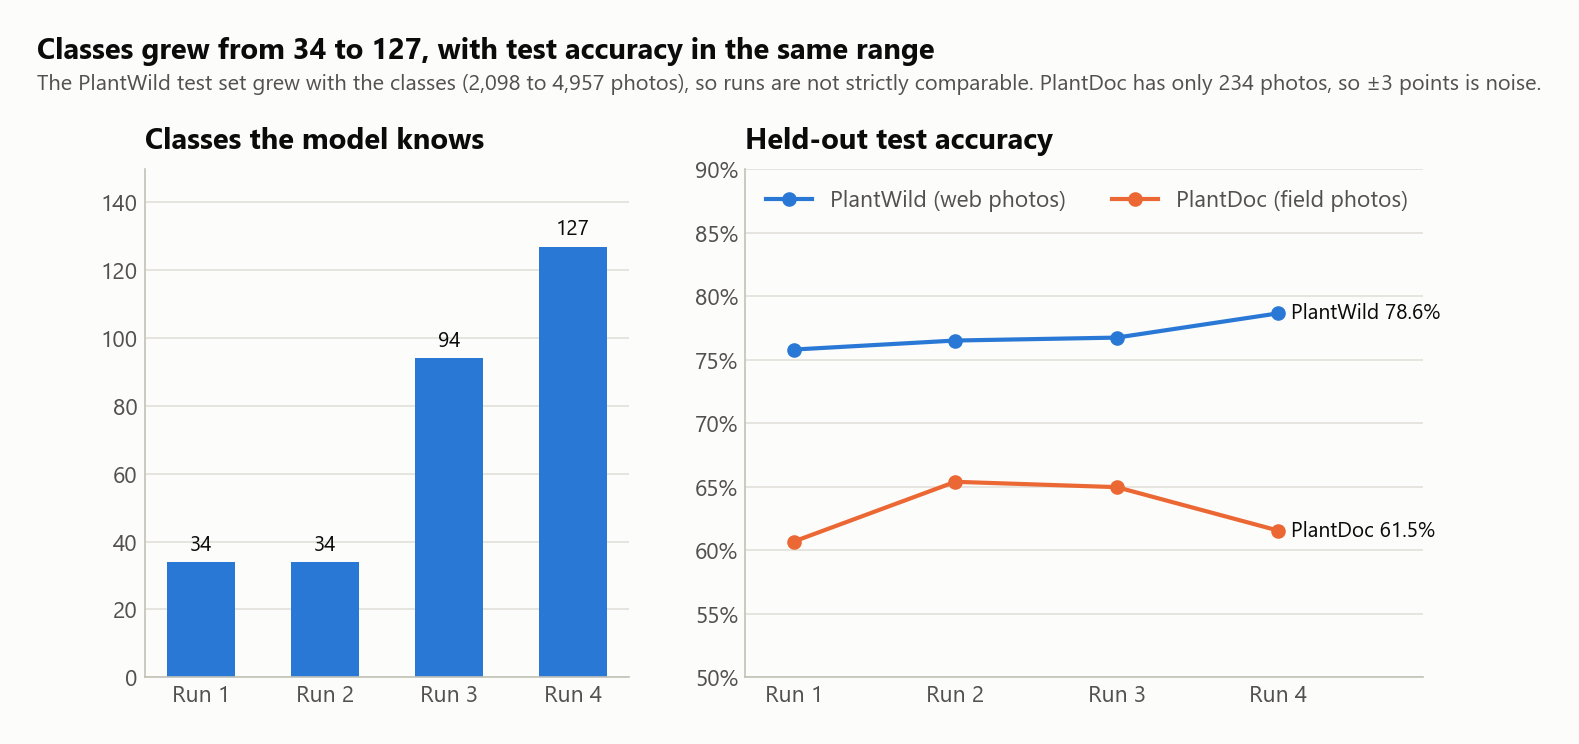 Classes grew from 34 to 127, with test accuracy in the same range
The PlantWild test set grew with the classes (2,098 to 4,957 photos), so runs are not strictly comparable. PlantDoc has only 234 photos, so ±3 points is noise.
Classes the model knows
140
120
100
80
60
40
20
0
34
34
94
127
Run 1
Run 2
Run 3
Run 4
Held-out test accuracy
90%
85%
80%
75%
70%
65%
60%
55%
50%
PlantWild (web photos)
PlantDoc (field photos)
PlantWild 78.6%
PlantDoc 61.5%
Run 1
Run 2
Run 3
Run 4